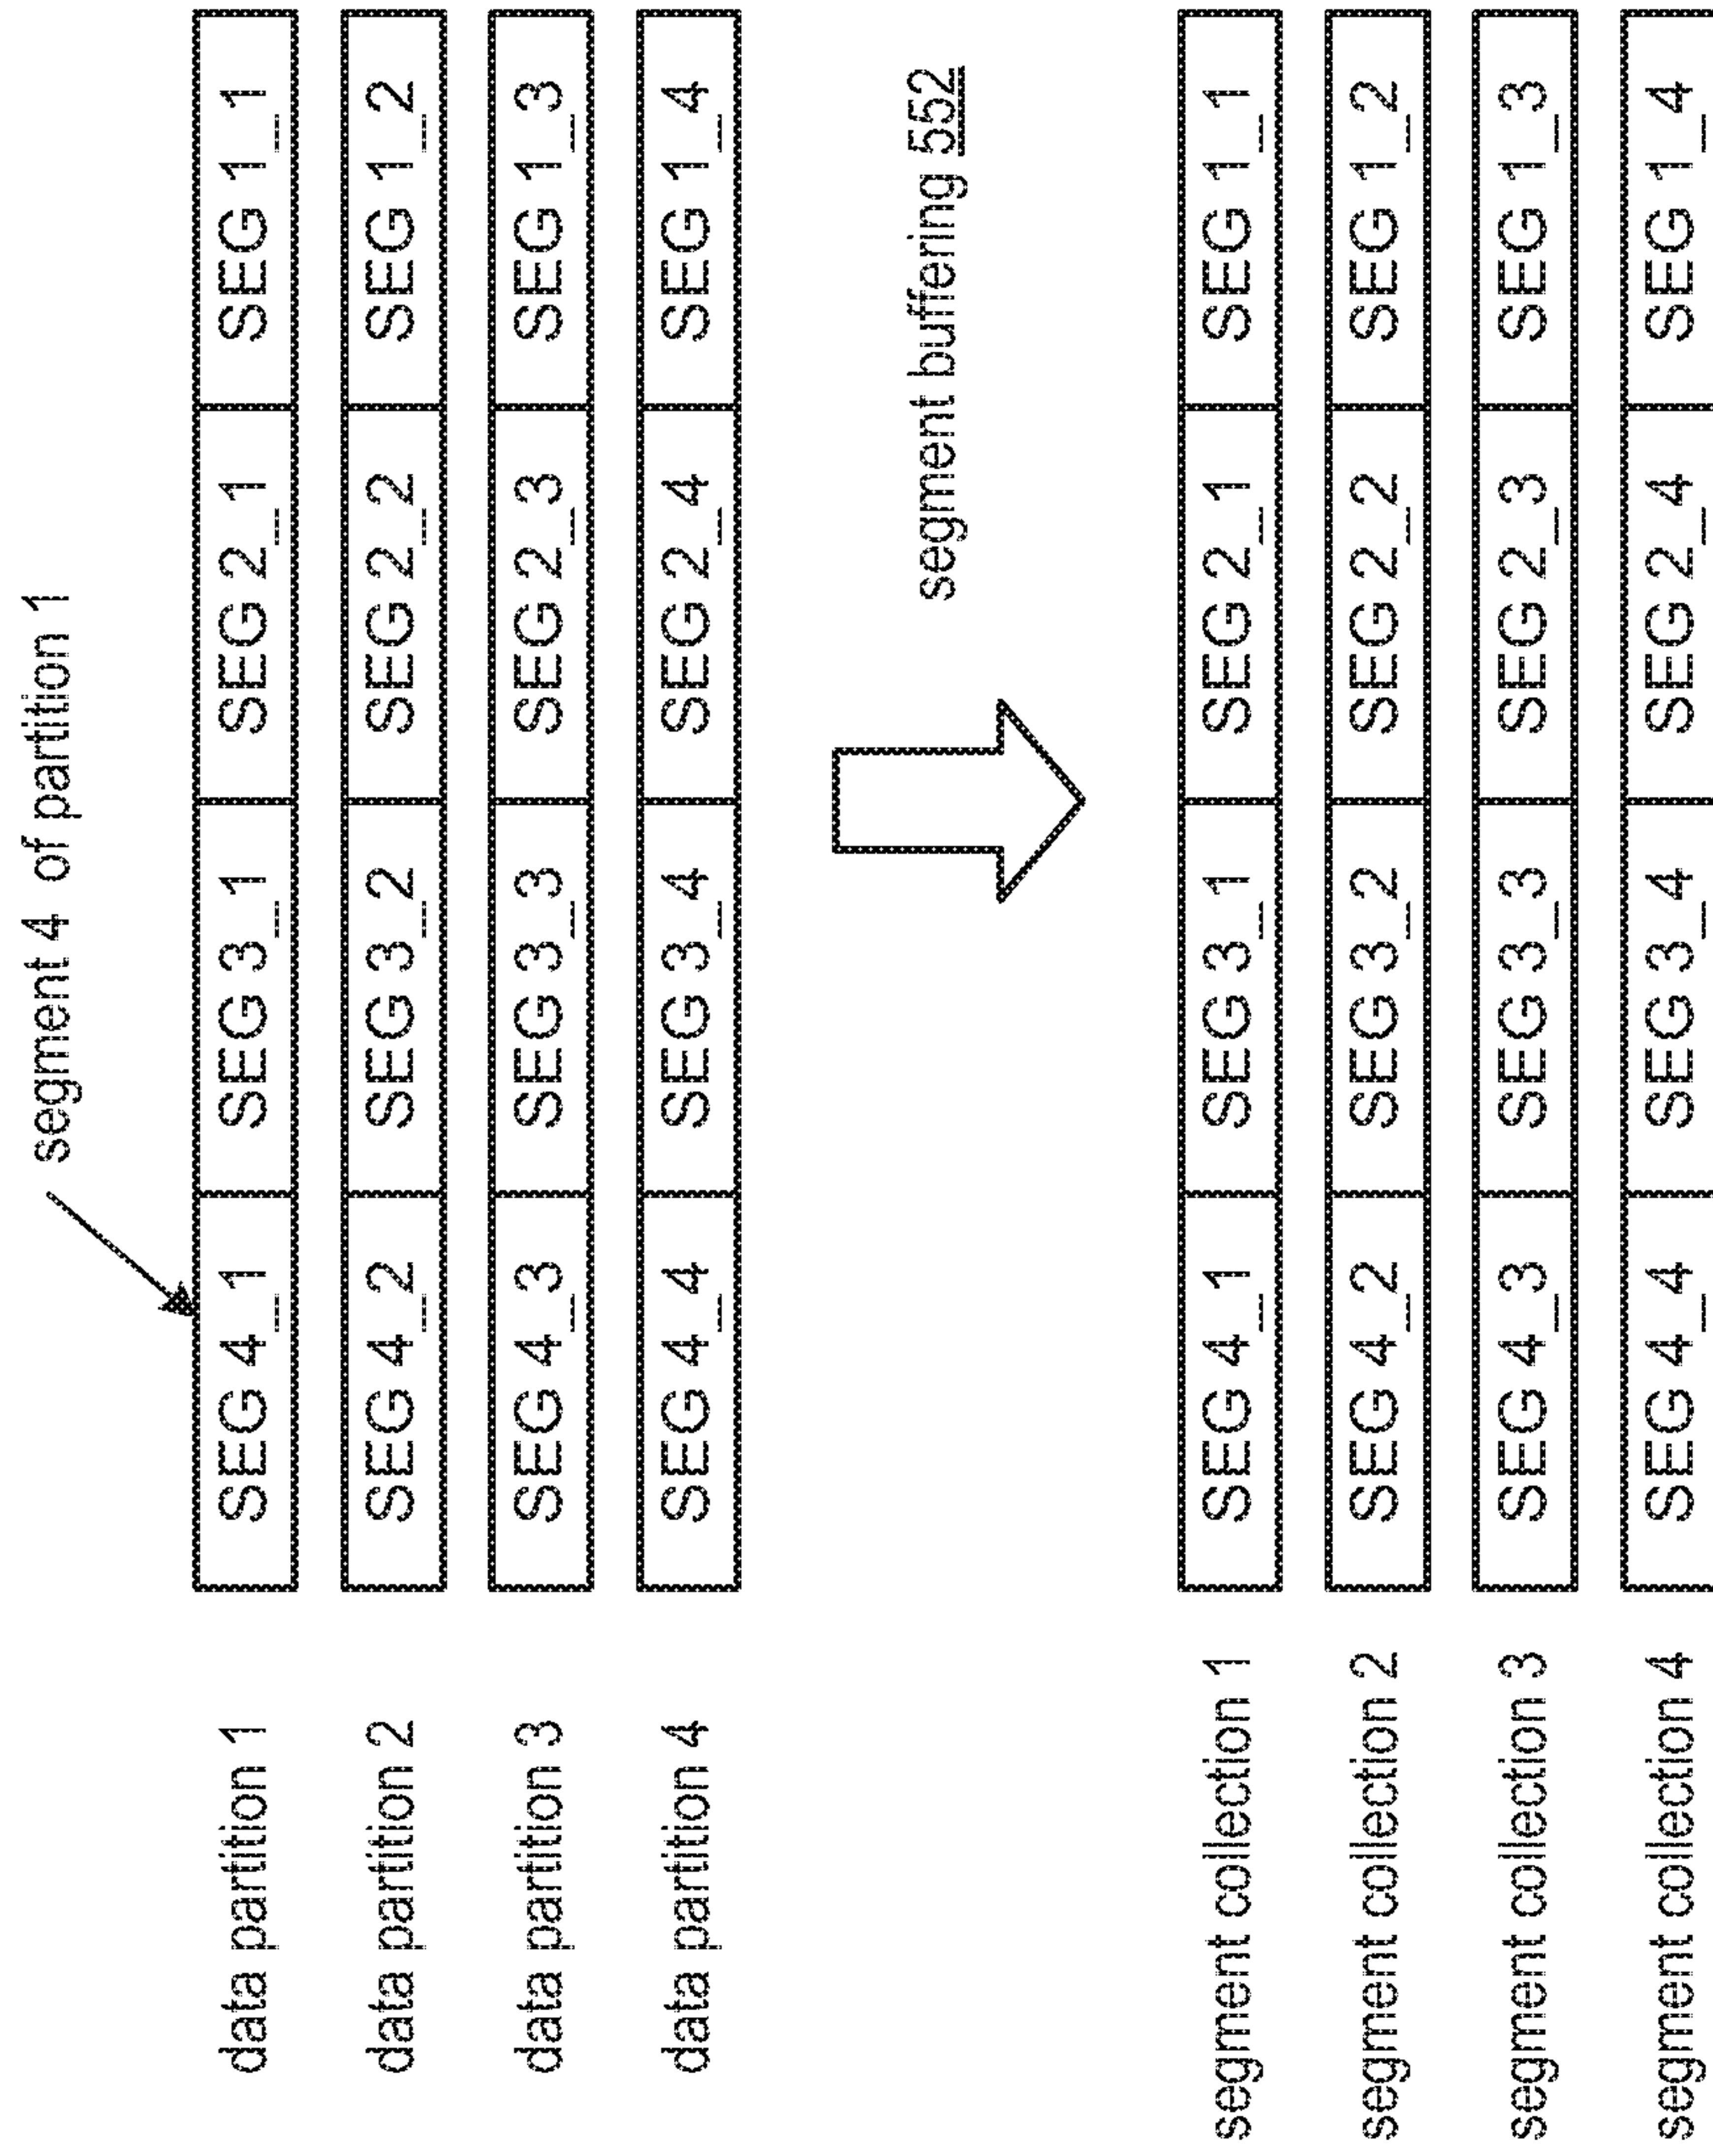 segment 4 of partition 1
data partition 1 SEG 4_1 SEG 3_1 SEG 2_1 SEG 1_1
data partition 2 SEG 4_2 SEG 3_2 SEG 2_2 SEG 1_2
data partition 3 SEG 4_3 SEG 3_3 SEG 2_3 SEG 1_3
data partition 4 SEG 4_4 SEG 3_4 SEG 2_4 SEG 1_4
segment buffering 552
segment collection 1 SEG 4_1 SEG 3_1 SEG 2_1 SEG 1_1
segment collection 2 SEG 4_2 SEG 3_2 SEG 2_2 SEG 1_2
segment collection 3 SEG 4_3 SEG 3_3 SEG 2_3 SEG 1_3
segment collection 4 SEG 4_4 SEG 3_4 SEG 2_4 SEG 1_4